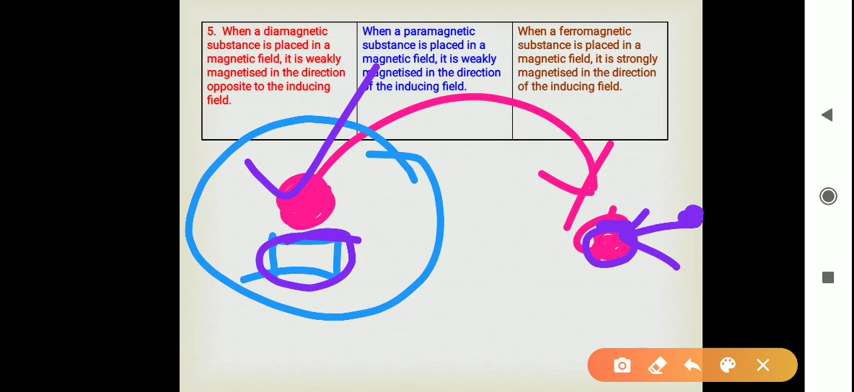 5. When a diamagnetic
substance is placed in a
magnetic field, it is weakly
magnetised in the direction
opposite to the inducing
field.
When a paramagnetic
substance is placed in a
magnetic field, it is weakly
magnetised in the direction
of the inducing field.
When a ferromagnetic
substance is placed in a
magnetic field, it is strongly
magnetised in the direction
of the inducing field.